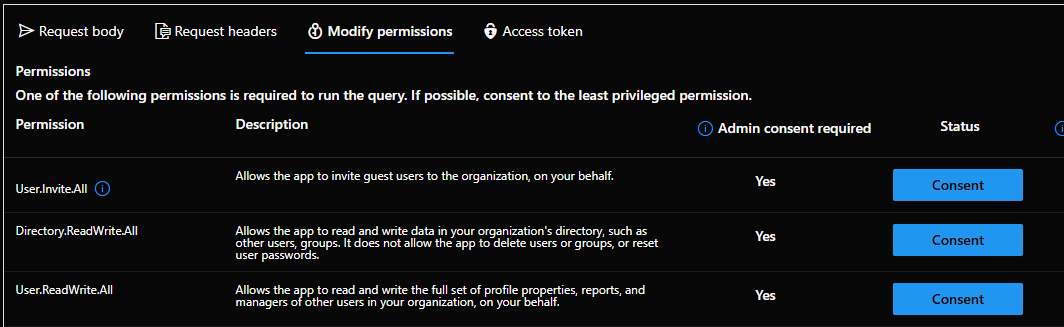 Request body Request headers Modify permissions Access token
Permissions
One of the following permissions is required to run the query. If possible, consent to the least privileged permission.
Permission Description Admin consent required Status
User.Invite.All Allows the app to invite guest users to the organization, on your behalf. Yes Consent
Directory.ReadWrite.All Allows the app to read and write data in your organization's directory, such as
other users, groups. It does not allow the app to delete users or groups, or reset
user passwords.
Yes Consent
User.ReadWrite.All Allows the app to read and write the full set of profile properties, reports, and
managers of other users in your organization, on your behalf.
Yes Consent